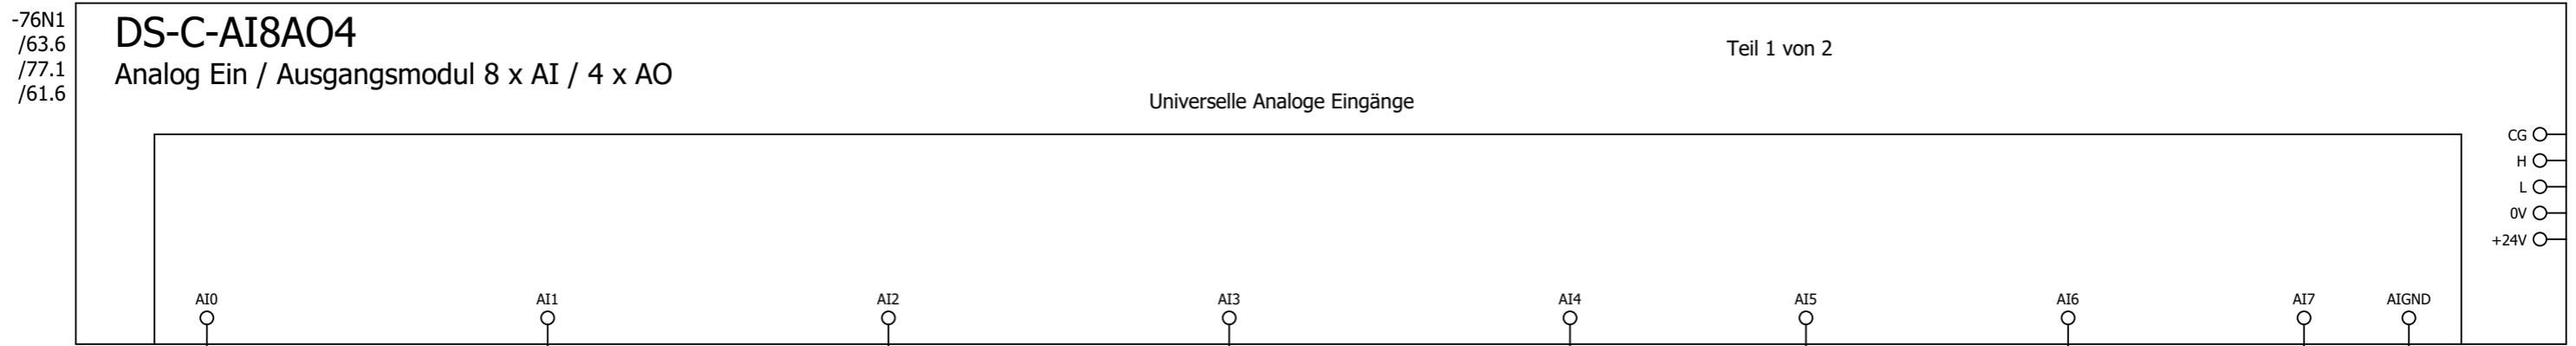 -76N1
/63.6
/77.1
/61.6
DS-C-AI8AO4
Analog Ein / Ausgangsmodul 8 x AI / 4 x AO
Teil 1 von 2
Universelle Analoge Eingänge
CG
H
L
0V
+24V
AI0 AI1 AI2 AI3 AI4 AI5 AI6 AI7 AIGND